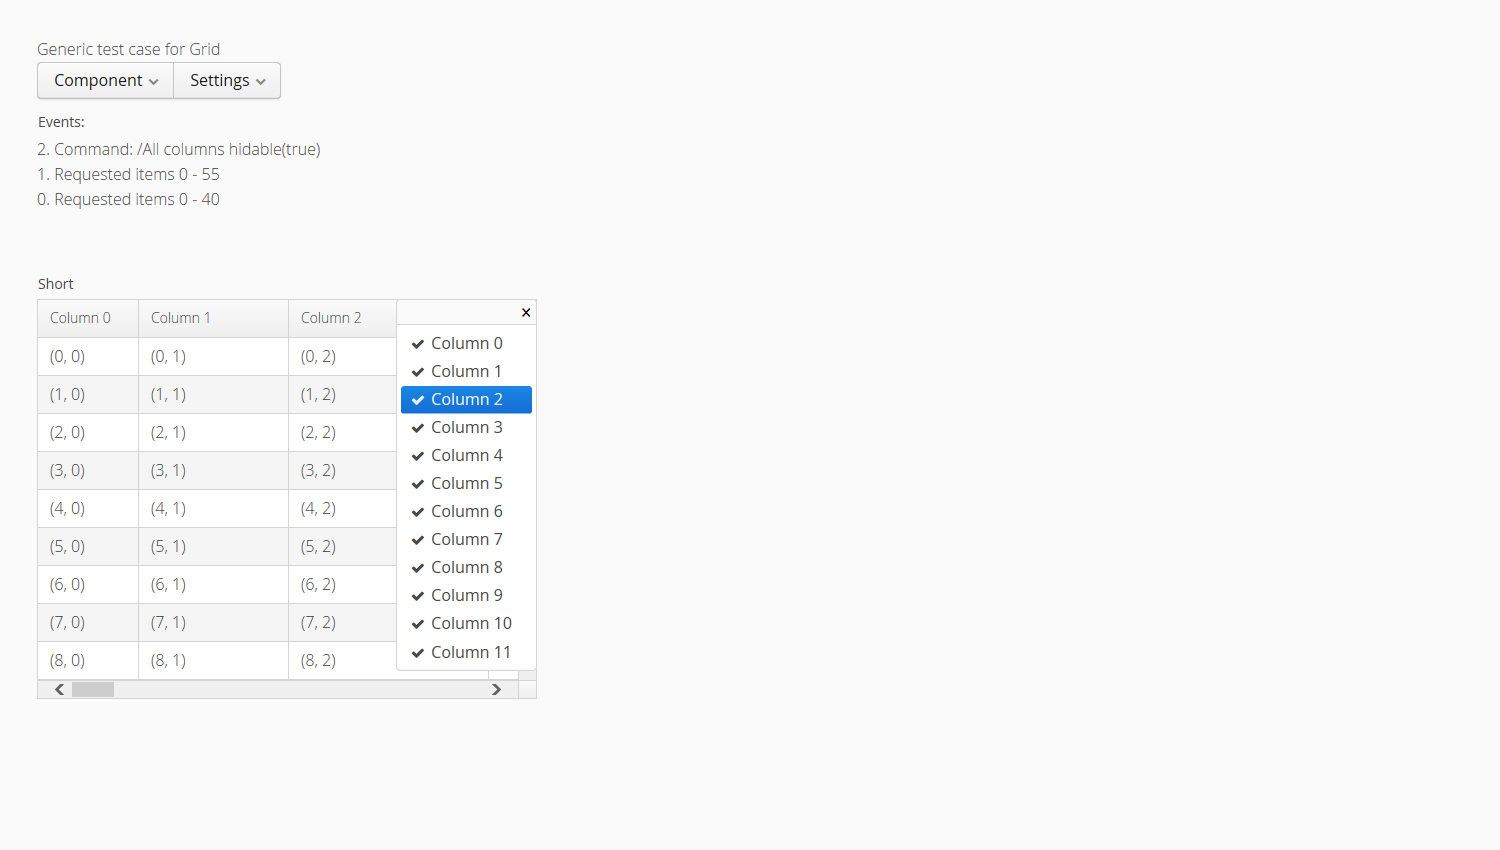 Generic test case for Grid
Component Settings
Events:
2. Command: /All columns hidable(true)
1. Requested items 0 - 55
0. Requested items 0 - 40
Short
Column 0 Column 1 Column 2
(0, 0) (0, 1) (0, 2)
(1, 0) (1, 1) (1, 2)
(2, 0) (2, 1) (2, 2)
(3, 0) (3, 1) (3, 2)
(4, 0) (4, 1) (4, 2)
(5, 0) (5, 1) (5, 2)
(6, 0) (6, 1) (6, 2)
(7, 0) (7, 1) (7, 2)
(8, 0) (8, 1) (8, 2)
Column 0
Column 1
Column 2
Column 3
Column 4
Column 5
Column 6
Column 7
Column 8
Column 9
Column 10
Column 11